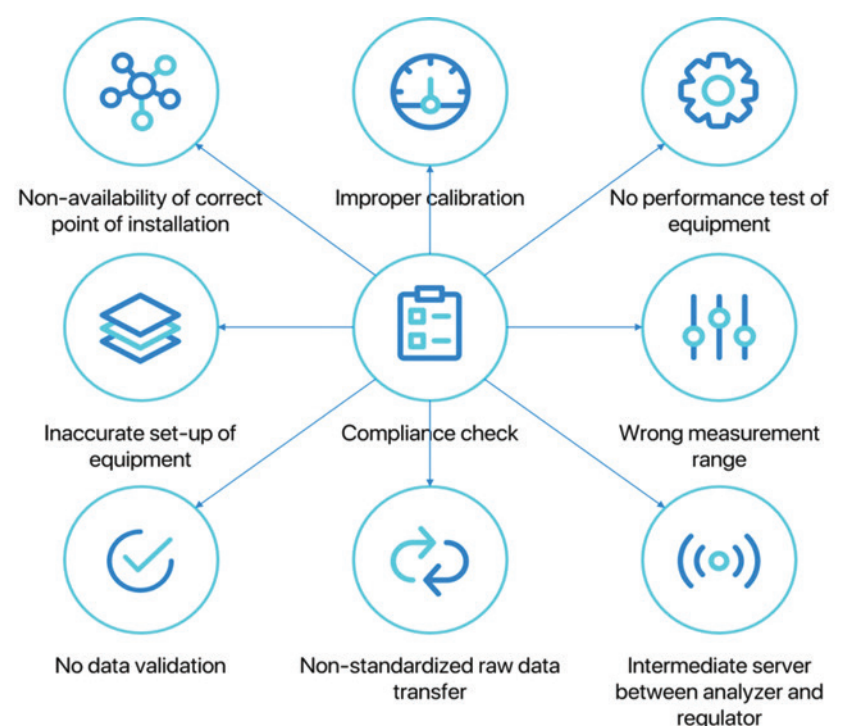 Non-availability of correct
point of installation
Improper calibration
No performance test of
equipment
Inaccurate set-up of
equipment
Compliance check
Wrong measurement
range
No data validation
Non-standardized raw data
transfer
Intermediate server
between analyzer and
regulator